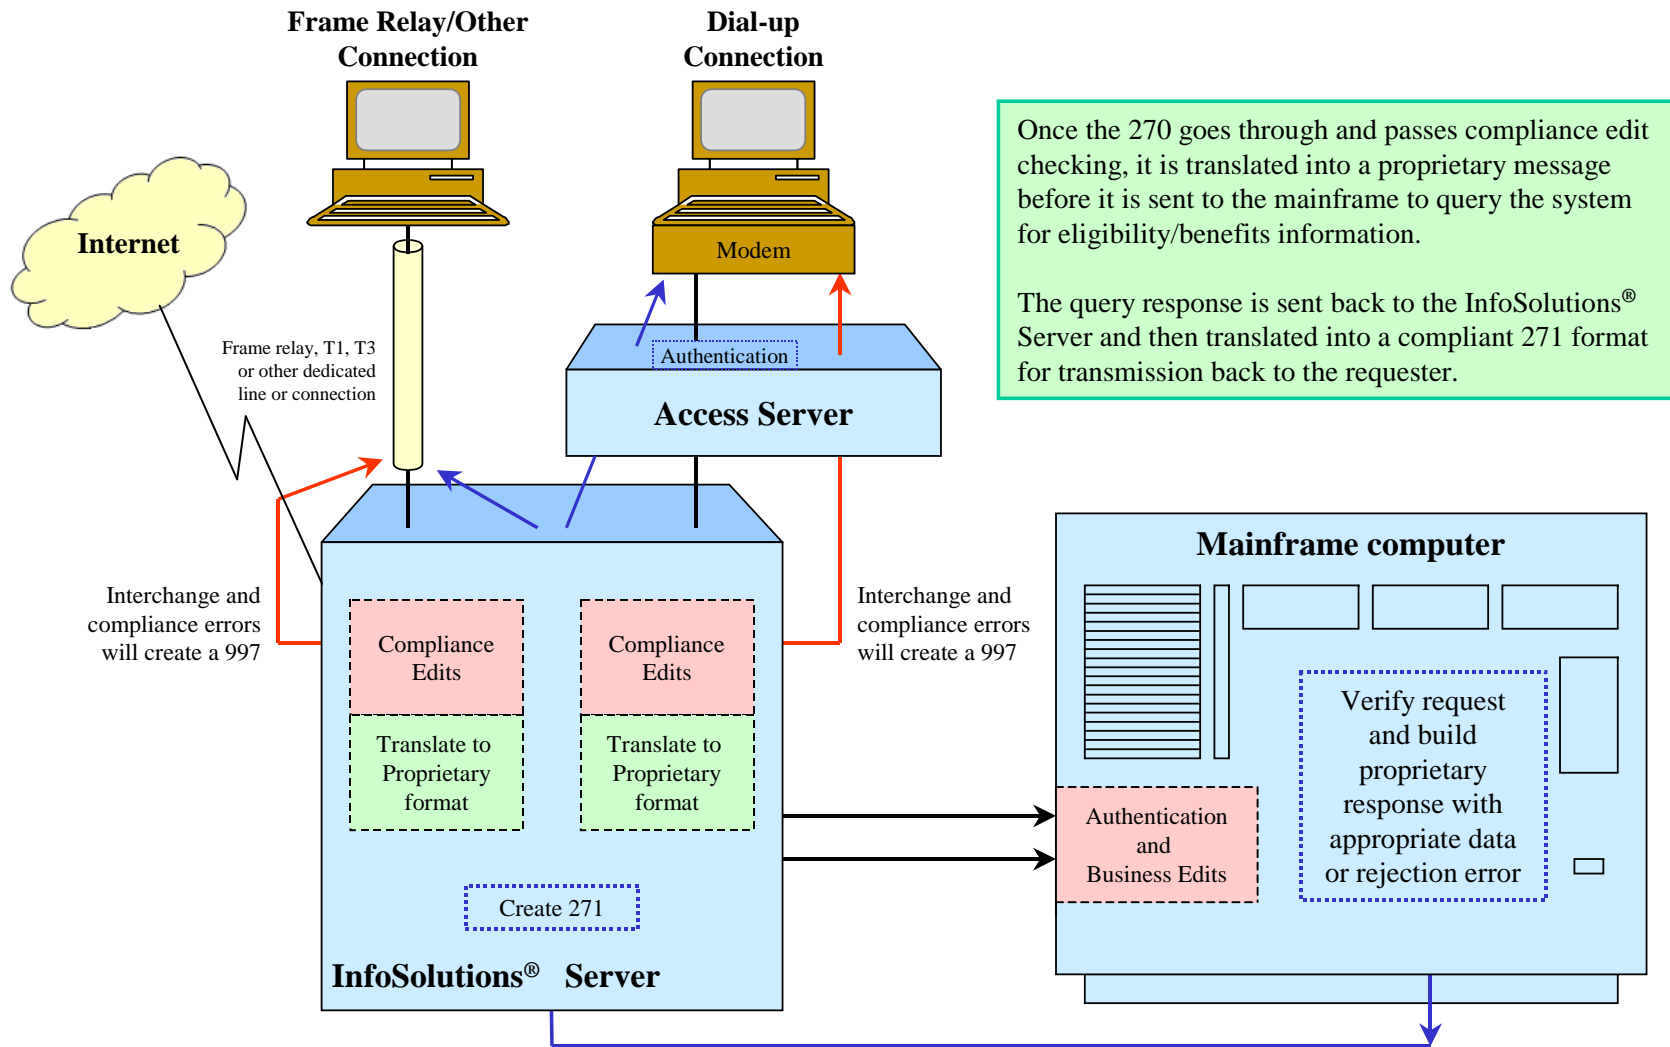 Frame Relay/Other
Connection
Dial-up
Connection
Once the 270 goes through and passes compliance edit
checking, it is translated into a proprietary message
before it is sent to the mainframe to query the system
for eligibility/benefits information.
The query response is sent back to the InfoSolutions®
Server and then translated into a compliant 271 format
for transmission back to the requester.
Internet
Modem
Frame relay, T1, T3
or other dedicated
line or connection
Authentication
Access Server
Interchange and
compliance errors
will create a 997
Compliance
Edits
Translate to
Proprietary
format
Compliance
Edits
Translate to
Proprietary
format
Interchange and
compliance errors
will create a 997
Create 271
InfoSolutions® Server
Mainframe computer
Authentication
and
Business Edits
Verify request
and build
proprietary
response with
appropriate data
or rejection error